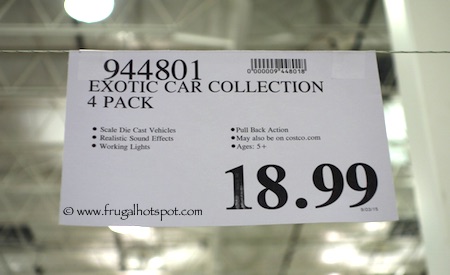 944801
0000009448018
EXOTIC CAR COLLECTION
4 PACK
• Scale Die Cast Vehicles
• Realistic Sound Effects
• Working Lights
• Pull Back Action
• May also be on costco.com
• Ages: 5+
18.99
© www.frugalhotspot.com